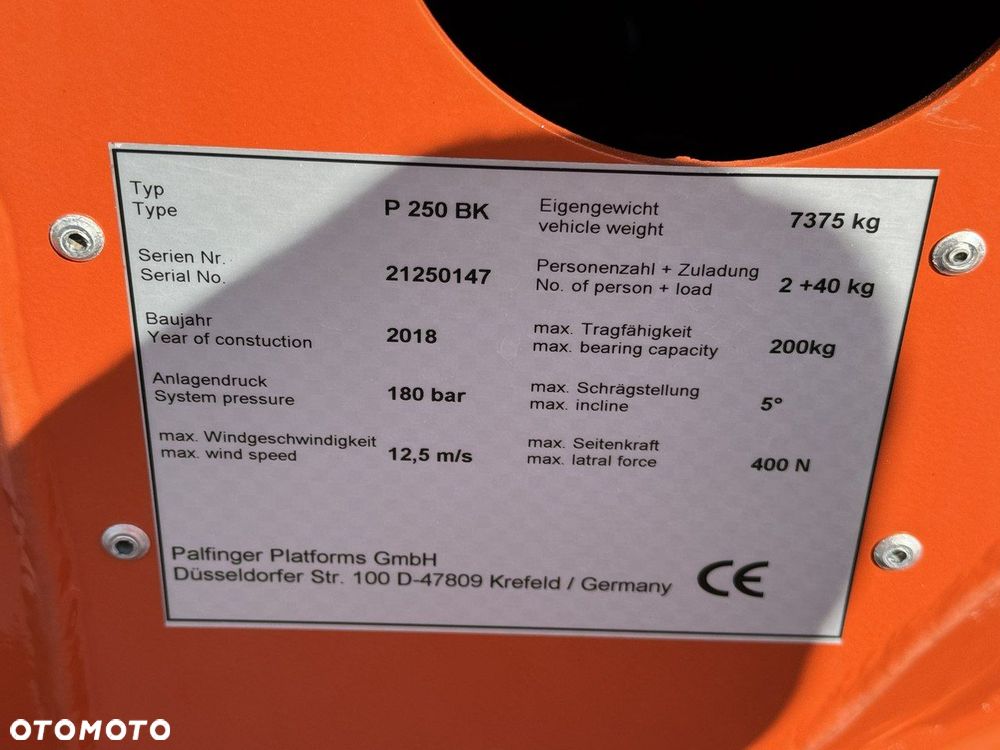 Typ
Type
P 250 BK
Serien Nr.
Serial No.
21250147
Baujahr
Year of constuction
2018
Anlagendruck
System pressure
180 bar
max. Windgeschwindigkeit
max. wind speed
12,5 m/s
Eigengewicht
vehicle weight
7375 kg
Personenzahl + Zuladung
No. of person + load
2 +40 kg
max. Tragfähigkeit
max. bearing capacity
200kg
max. Schrägstellung
max. incline
5°
max. Seitenkraft
max. latral force
400 N
Palfinger Platforms GmbH
Düsseldorfer Str. 100 D-47809 Krefeld / Germany
CE
OTOMOTO